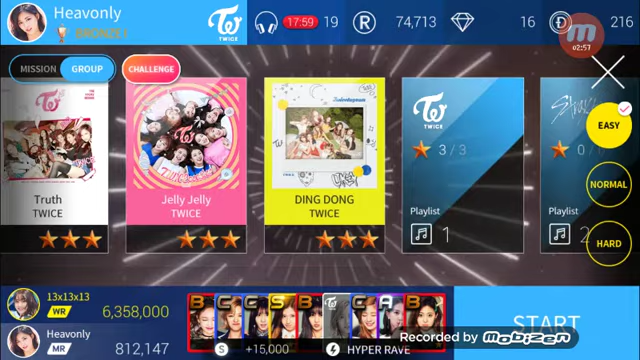 Heavonly
TWICE
17:59 19
R 74,713
16
216
02:57
MISSION GROUP CHALLENGE
EASY
NORMAL
HARD
Truth
TWICE
Jelly Jelly
TWICE
DING DONG
TWICE
TWICE
3/3
Playlist
1
Playlist
2
13x13x13
WR 6,358,000
Heavonly
MR 812,147
B C C S B C A B
S +15,000 HYPER RAVE
START
Recorded by Mobizen